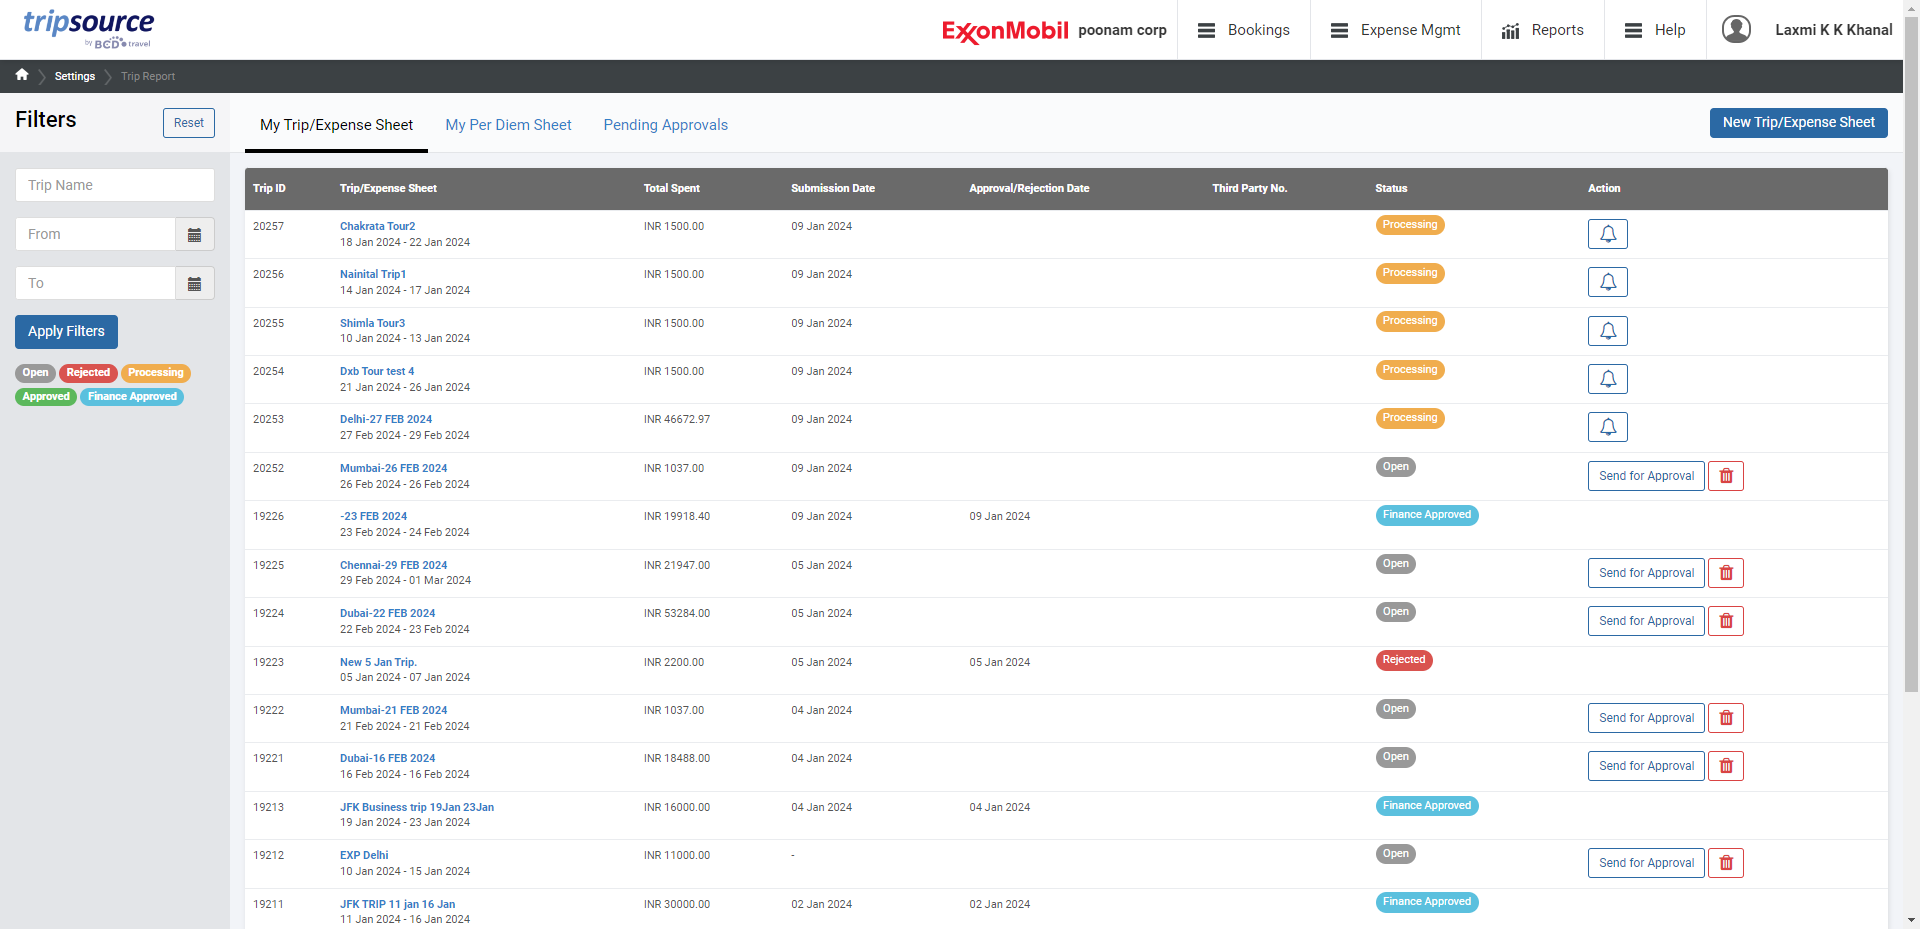 tripsource
by BCD travel
ExxonMobil poonam corp
Bookings
Expense Mgmt
Reports
Help
Laxmi K K Khanal
Settings
Trip Report
Filters
Reset
Trip Name
From
To
Apply Filters
Open Rejected Processing
Approved Finance Approved
My Trip/Expense Sheet My Per Diem Sheet Pending Approvals
New Trip/Expense Sheet
Trip ID Trip/Expense Sheet Total Spent Submission Date Approval/Rejection Date Third Party No. Status Action
20257 Chakrata Tour2 INR 1500.00 09 Jan 2024 Processing
18 Jan 2024 - 22 Jan 2024
20256 Nainital Trip1 INR 1500.00 09 Jan 2024 Processing
14 Jan 2024 - 17 Jan 2024
20255 Shimla Tour3 INR 1500.00 09 Jan 2024 Processing
10 Jan 2024 - 13 Jan 2024
20254 Dxb Tour test 4 INR 1500.00 09 Jan 2024 Processing
21 Jan 2024 - 26 Jan 2024
20253 Delhi-27 FEB 2024 INR 46672.97 09 Jan 2024 Processing
27 Feb 2024 - 29 Feb 2024
20252 Mumbai-26 FEB 2024 INR 1037.00 09 Jan 2024 Open Send for Approval
26 Feb 2024 - 26 Feb 2024
19226 -23 FEB 2024 INR 19918.40 09 Jan 2024 09 Jan 2024 Finance Approved
23 Feb 2024 - 24 Feb 2024
19225 Chennai-29 FEB 2024 INR 21947.00 05 Jan 2024 Open Send for Approval
29 Feb 2024 - 01 Mar 2024
19224 Dubai-22 FEB 2024 INR 53284.00 05 Jan 2024 Open Send for Approval
22 Feb 2024 - 23 Feb 2024
19223 New 5 Jan Trip. INR 2200.00 05 Jan 2024 05 Jan 2024 Rejected
05 Jan 2024 - 07 Jan 2024
19222 Mumbai-21 FEB 2024 INR 1037.00 04 Jan 2024 Open Send for Approval
21 Feb 2024 - 21 Feb 2024
19221 Dubai-16 FEB 2024 INR 18488.00 04 Jan 2024 Open Send for Approval
16 Feb 2024 - 16 Feb 2024
19213 JFK Business trip 19Jan 23Jan INR 16000.00 04 Jan 2024 04 Jan 2024 Finance Approved
19 Jan 2024 - 23 Jan 2024
19212 EXP Delhi INR 11000.00 - Open Send for Approval
10 Jan 2024 - 15 Jan 2024
19211 JFK TRIP 11 jan 16 Jan INR 30000.00 02 Jan 2024 02 Jan 2024 Finance Approved
11 Jan 2024 - 16 Jan 2024